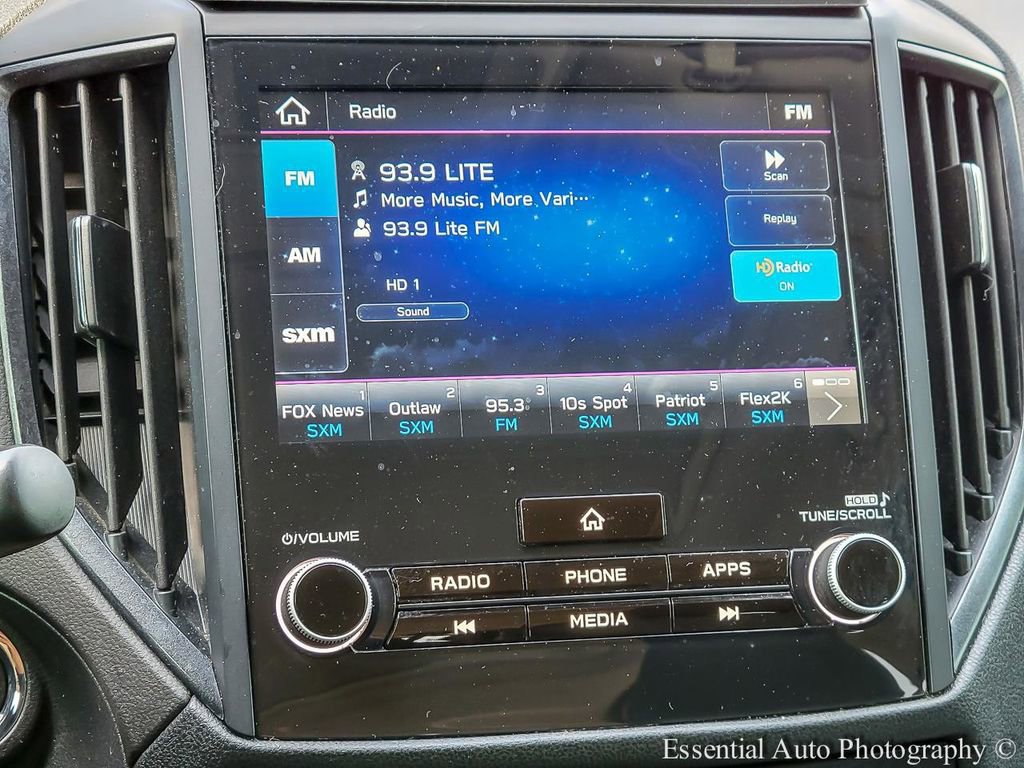 Radio
FM
FM
93.9 LITE
More Music, More Vari…
93.9 Lite FM
AM
HD 1
Sound
sxm
Scan
Replay
HD Radio
ON
1 2 3 4 5 6
FOX News Outlaw 95.3 10s Spot Patriot Flex2K
SXM SXM FM SXM SXM SXM
HOLD
TUNE/SCROLL
/VOLUME
RADIO PHONE APPS
MEDIA
Essential Auto Photography ©